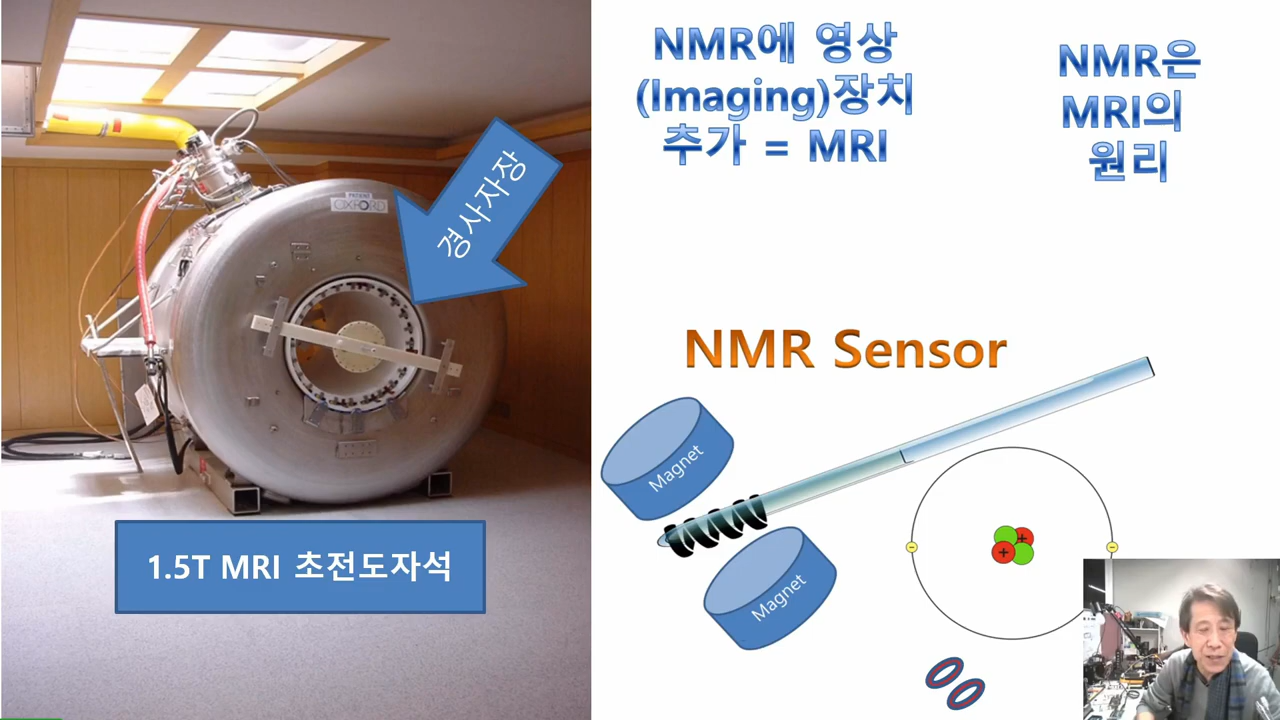 NMR에 영상
(Imaging)장치
추가 = MRI
NMR은
MRI의
원리
경사자장
PATENT
OXFORD
NMR Sensor
Magnet
Magnet
1.5T MRI 초전도자석
+
+
-
-